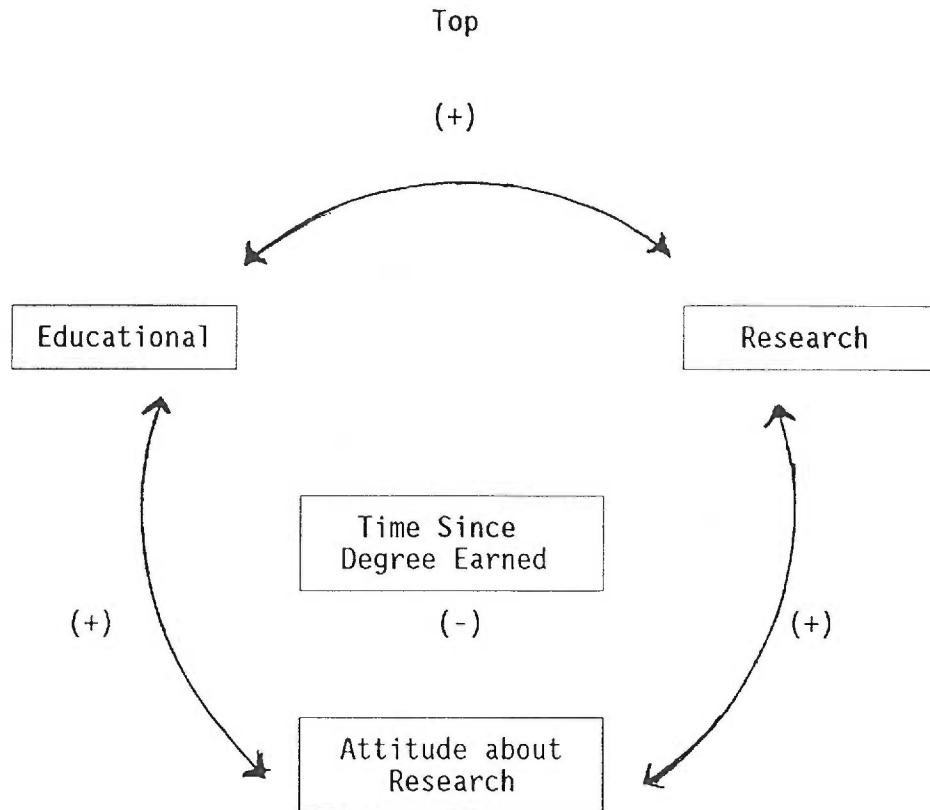 Top
(+)
Educational
Research
Time Since
Degree Earned
(+)
(-)
(+)
Attitude about
Research